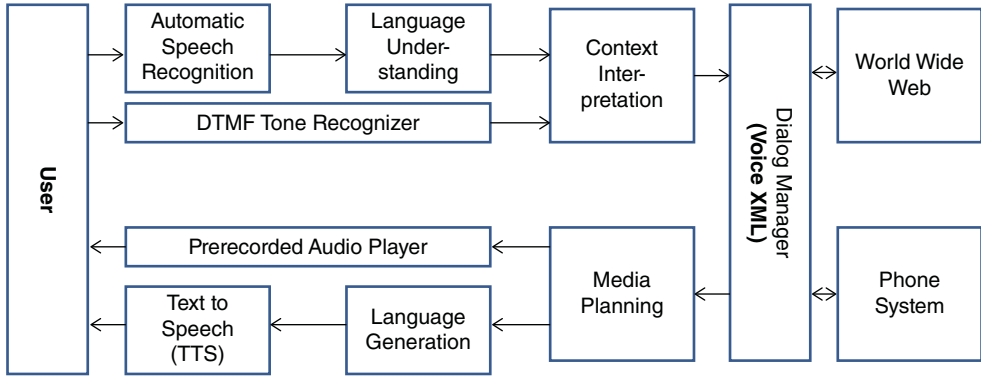 User
Automatic
Speech
Recognition
Language
Under-
standing
DTMF Tone Recognizer
Context
Inter-
pretation
Dialog Manager
(Voice XML)
World Wide
Web
Prerecorded Audio Player
Text to
Speech
(TTS)
Language
Generation
Media
Planning
Phone
System